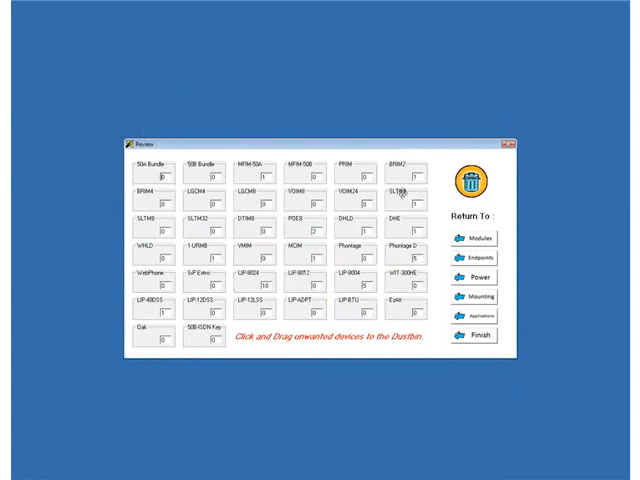 Review
50A Bundle 50B Bundle MFIM-50A MFIM-50B PRIM BRIM2
0 0 1 0 0 1
BRIM4 LGCM4 LGCM8 VOIM8 VOIM24
0 0 0 0 0 1
SLTM8 SLTM32 DTIM8 POE8 DHLD DHE
0 0 0 2 1 1
WHLD 1-URMB VMIM MCIM Phontage Phontage D
0 1 0 1 0 5
WebPhone SrP Extns LIP-8024 LIP-8012 LIP-8004 WIT-300HE
0 0 10 0 5 0
LIP-48DSS LIP-12DSS LIP-12LSS LIP-ADPT LIP-BTU EzAtt
1 0 0 0 0 0
Oak 50B ISDN Key
0 0
Click and Drag unwanted devices to the Dustbin.
Return To :
Modules
Endpoints
Power
Mounting
Applications
Finish